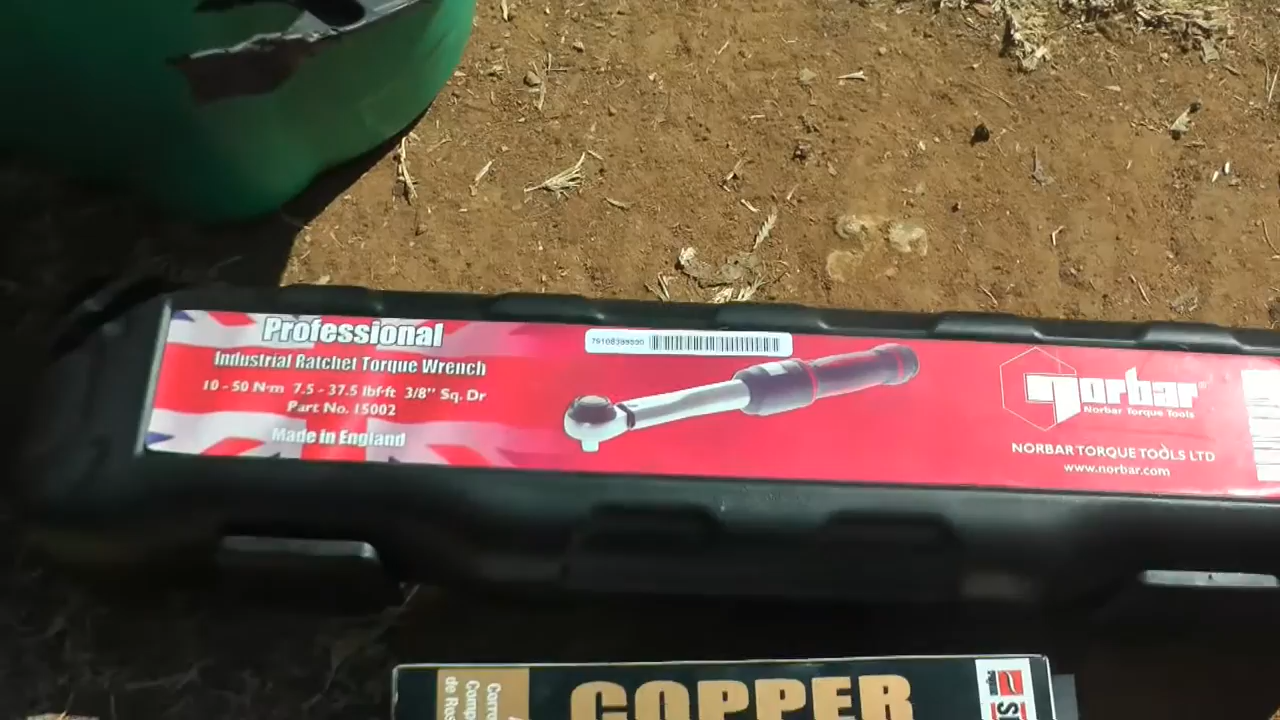 Professional
Industrial Ratchet Torque Wrench
10 - 50 N·m 7.5 - 37.5 lbf·ft 3/8" Sq. Dr
Part No. 15002
Made in England
norbar
Norbar Torque Tools
NORBAR TORQUE TOOLS LTD
www.norbar.com
COPPER